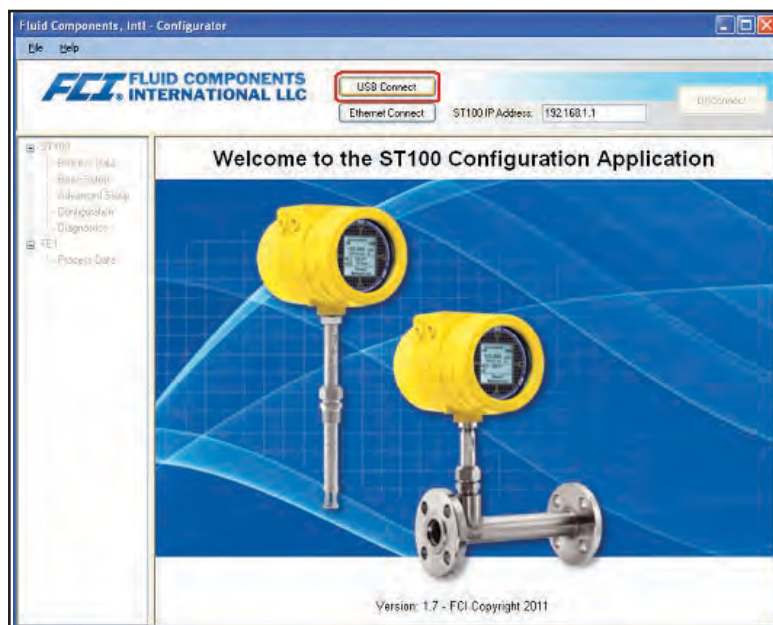 Fluid Components, Intl - Configurator
File Help
FCI. FLUID COMPONENTS
INTERNATIONAL LLC
USB Connect
Ethernet Connect ST100 IP Address: 192.168.1.1
Disconnect
ST100
Process Data
Basic Setup
Advanced Setup
Configuration
Diagnostics
FE1
Process Data
Welcome to the ST100 Configuration Application
Version: 1.7 - FCI Copyright 2011